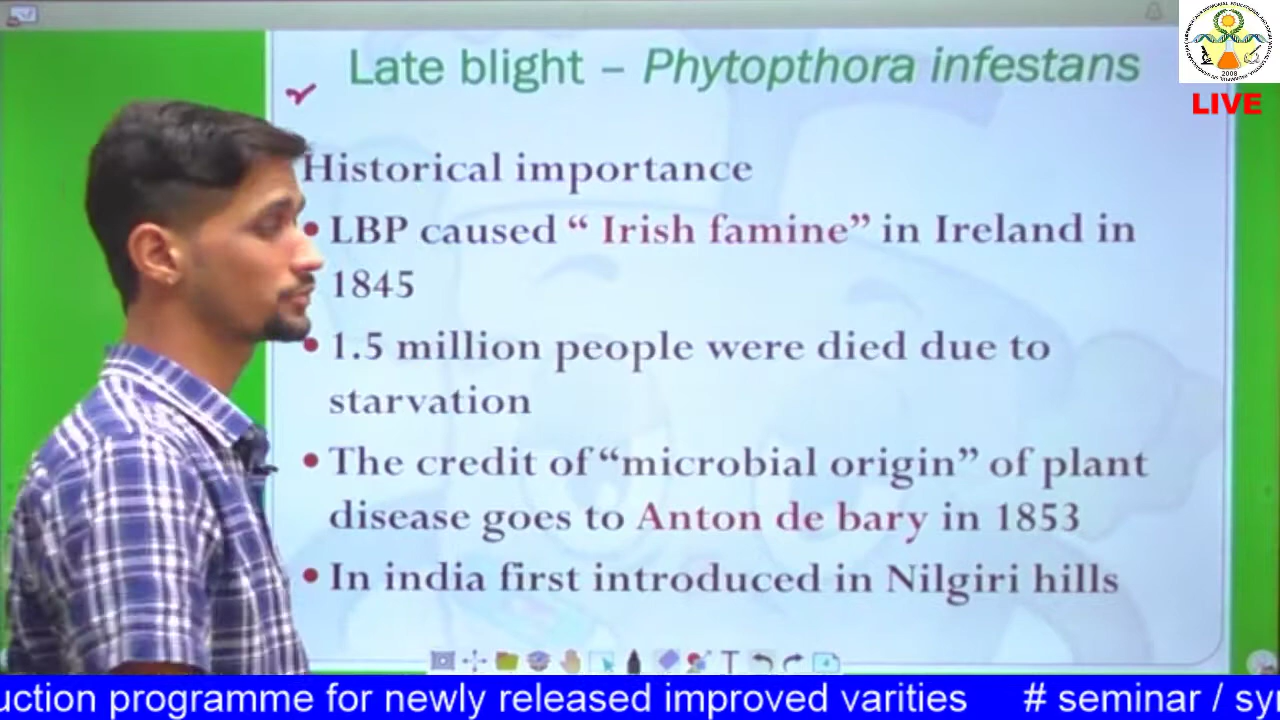 Late blight – Phytopthora infestans
LIVE
Historical importance
• LBP caused “ Irish famine” in Ireland in
1845
• 1.5 million people were died due to
starvation
• The credit of “microbial origin” of plant
disease goes to Anton de bary in 1853
• In india first introduced in Nilgiri hills
uction programme for newly released improved varities # seminar / sy
2008